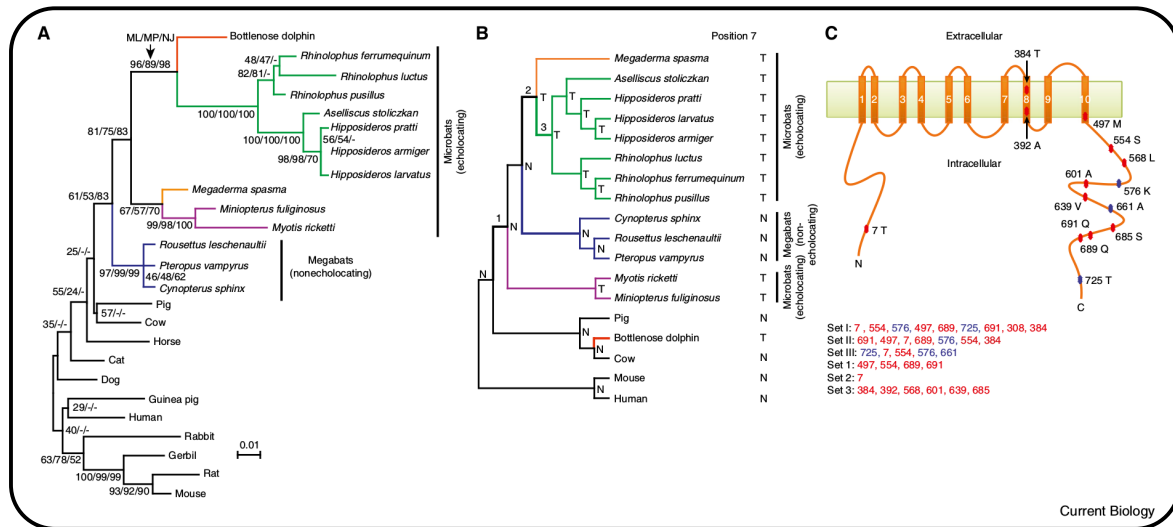 A
ML/MP/NJ
Bottlenose dolphin
96/89/98
48/47/-
Rhinolophus ferrumequinum
82/81/-
Rhinolophus luctus
Rhinolophus pusillus
100/100/100
Aselliscus stoliczkan
100/100/100
Hipposideros pratti
56/54/-
Hipposideros armiger
98/98/70
Hipposideros larvatus
Microbats
(echolocating)
81/75/83
Megaderma spasma
61/53/83
67/57/70
Miniopterus fuliginosus
99/98/100
Myotis ricketti
25/-/-
Rousettus leschenaultii
97/99/99
Pteropus vampyrus
46/48/62
Cynopterus sphinx
Megabats
(nonecholocating)
55/24/-
Pig
57/-/-
Cow
35/-/-
Horse
Cat
Dog
Guinea pig
29/-/-
Human
40/-/-
Rabbit
63/78/52
Gerbil
100/99/99
Rat
93/92/90
Mouse
0.01
B
Position 7
Megaderma spasma T
2
Aselliscus stoliczkan T
T
T
Hipposideros pratti T
T
Hipposideros larvatus T
3
T
T
Hipposideros armiger T
Rhinolophus luctus T
N
T
Rhinolophus ferrumequinum T
T
Rhinolophus pusillus T
Microbats
(echolocating)
1
N
Cynopterus sphinx N
N
Rousettus leschenaultii N
N
Pteropus vampyrus N
Megabats
(non-
echolocating)
N
Myotis ricketti T
T
Miniopterus fuliginosus T
Microbats
(echolocating)
Pig N
N
Bottlenose dolphin T
N
Cow N
Mouse N
N
Human N
C
Extracellular
384 T
1 2 3 4 5 6 7 8 9 10
497 M
392 A
Intracellular
554 S
568 L
601 A
576 K
639 V
661 A
691 Q
685 S
689 Q
7 T
N
725 T
C
Set I: 7 , 554, 576, 497, 689, 725, 691, 308, 384
Set II: 691, 497, 7, 689, 576, 554, 384
Set III: 725, 7, 554, 576, 661
Set 1: 497, 554, 689, 691
Set 2: 7
Set 3: 384, 392, 568, 601, 639, 685
Current Biology